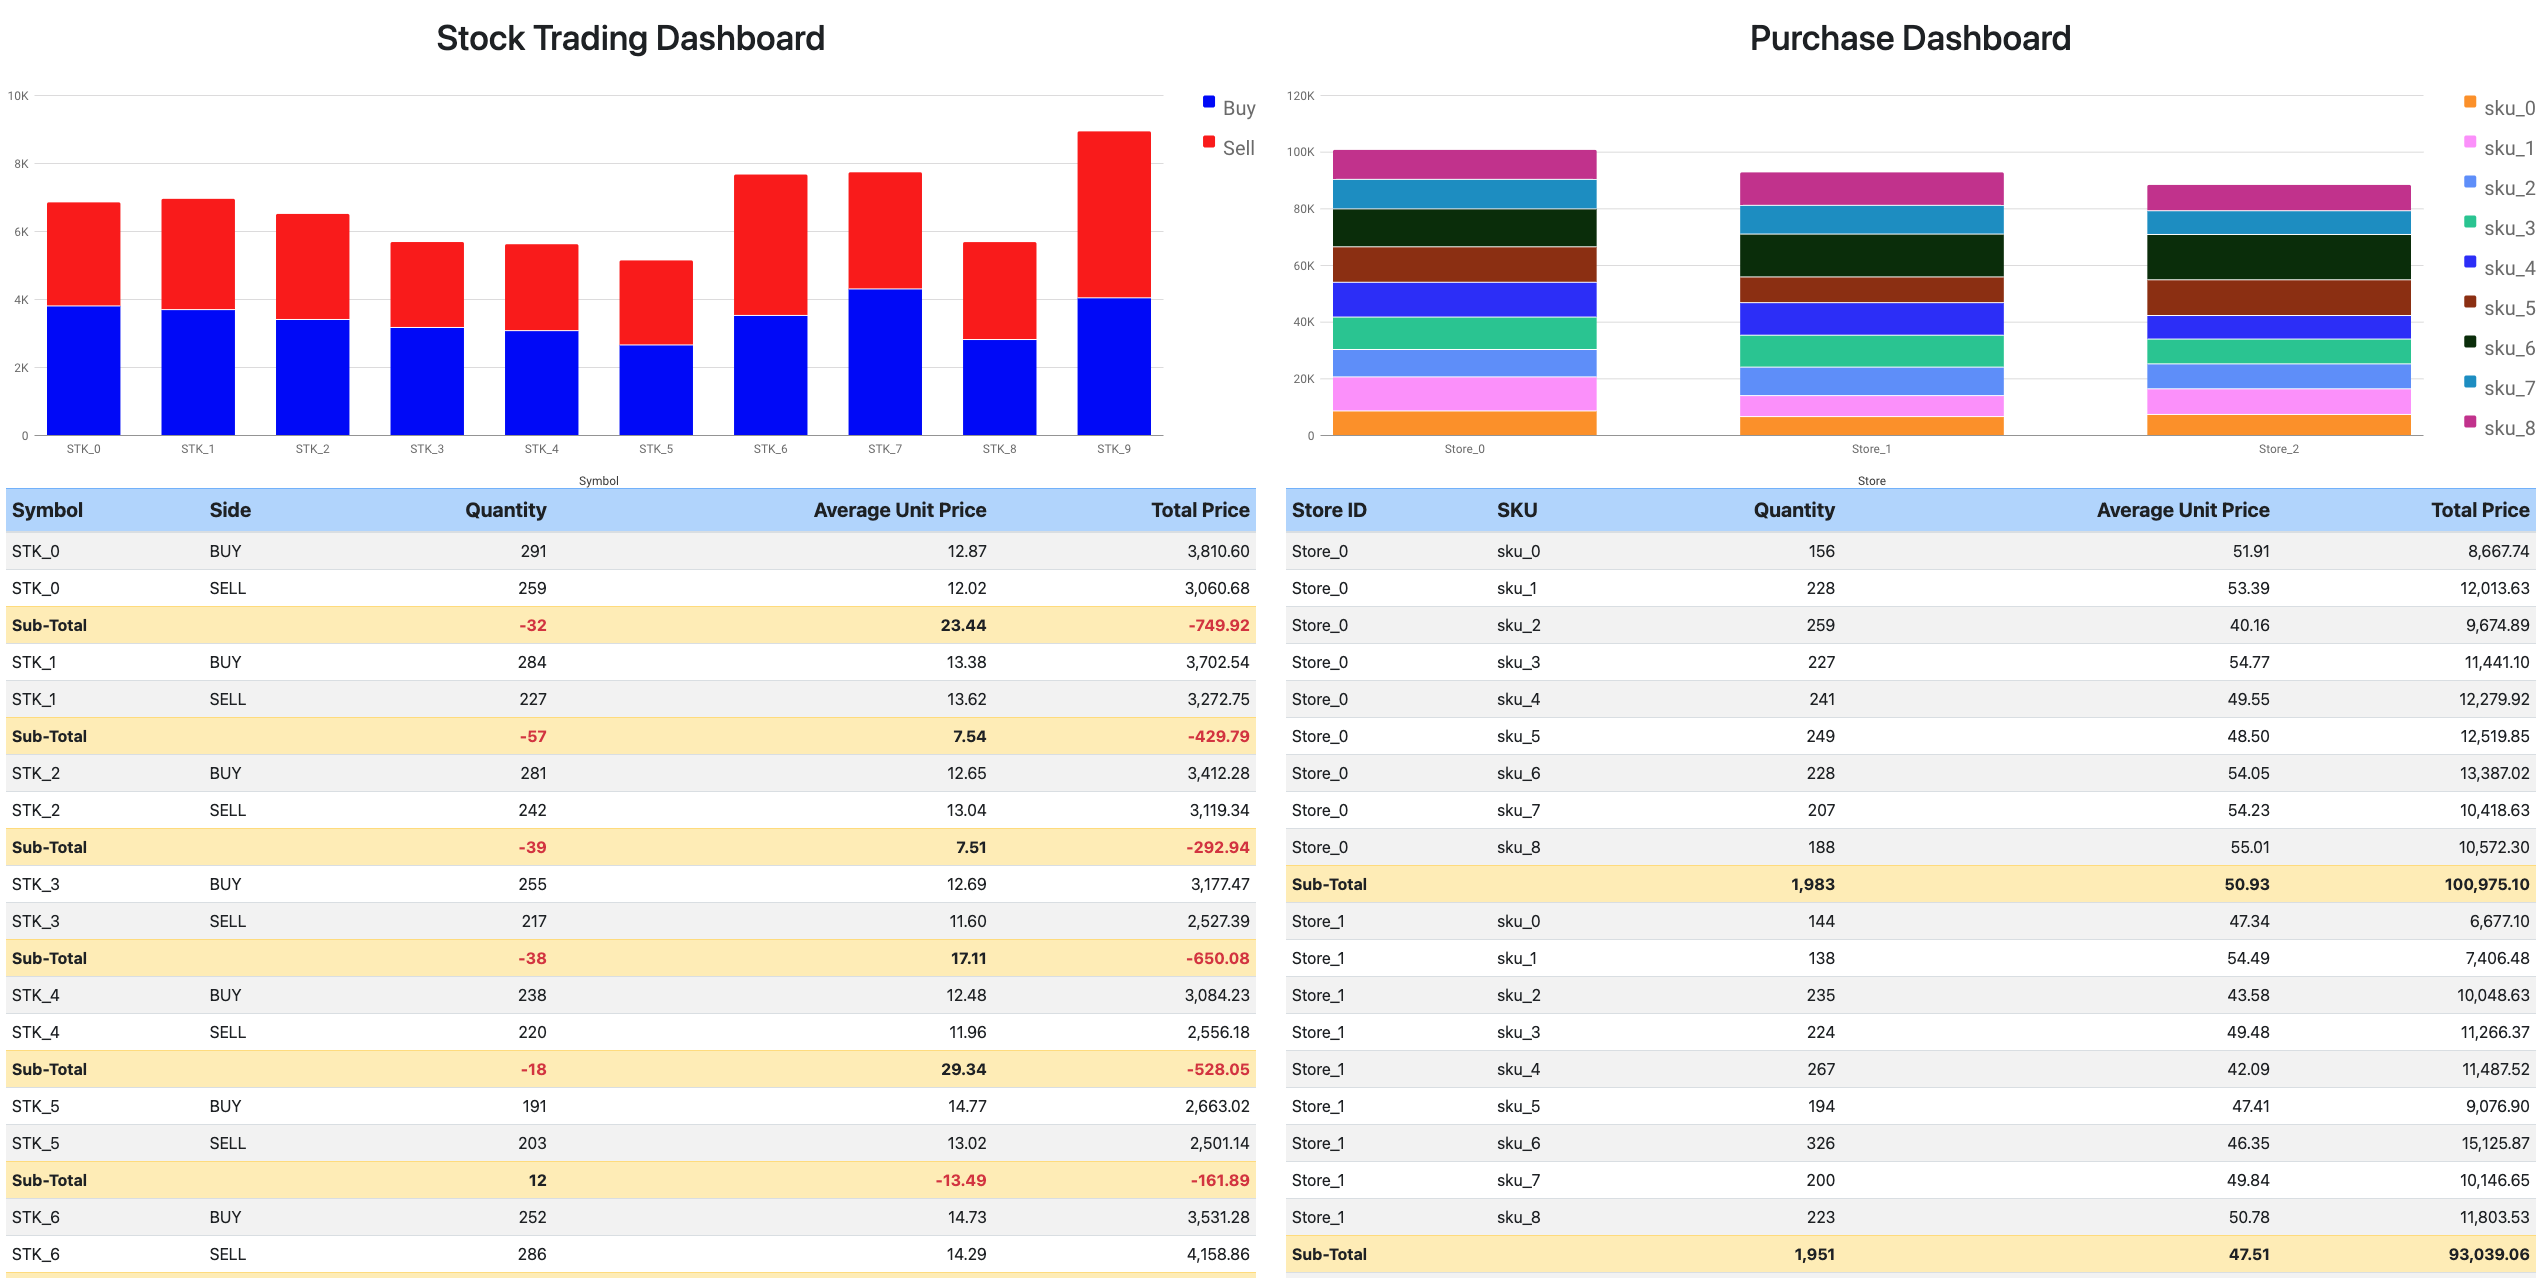 Stock Trading Dashboard
10K
8K
6K
4K
2K
0
STK_0 STK_1 STK_2 STK_3 STK_4 STK_5 STK_6 STK_7 STK_8 STK_9
Symbol
Buy
Sell
Symbol Side Quantity Average Unit Price Total Price
STK_0 BUY 291 12.87 3,810.60
STK_0 SELL 259 12.02 3,060.68
Sub-Total -32 23.44 -749.92
STK_1 BUY 284 13.38 3,702.54
STK_1 SELL 227 13.62 3,272.75
Sub-Total -57 7.54 -429.79
STK_2 BUY 281 12.65 3,412.28
STK_2 SELL 242 13.04 3,119.34
Sub-Total -39 7.51 -292.94
STK_3 BUY 255 12.69 3,177.47
STK_3 SELL 217 11.60 2,527.39
Sub-Total -38 17.11 -650.08
STK_4 BUY 238 12.48 3,084.23
STK_4 SELL 220 11.96 2,556.18
Sub-Total -18 29.34 -528.05
STK_5 BUY 191 14.77 2,663.02
STK_5 SELL 203 13.02 2,501.14
Sub-Total 12 -13.49 -161.89
STK_6 BUY 252 14.73 3,531.28
STK_6 SELL 286 14.29 4,158.86
Purchase Dashboard
120K
100K
80K
60K
40K
20K
0
Store_0 Store_1 Store_2
Store
sku_0
sku_1
sku_2
sku_3
sku_4
sku_5
sku_6
sku_7
sku_8
Store ID SKU Quantity Average Unit Price Total Price
Store_0 sku_0 156 51.91 8,667.74
Store_0 sku_1 228 53.39 12,013.63
Store_0 sku_2 259 40.16 9,674.89
Store_0 sku_3 227 54.77 11,441.10
Store_0 sku_4 241 49.55 12,279.92
Store_0 sku_5 249 48.50 12,519.85
Store_0 sku_6 228 54.05 13,387.02
Store_0 sku_7 207 54.23 10,418.63
Store_0 sku_8 188 55.01 10,572.30
Sub-Total 1,983 50.93 100,975.10
Store_1 sku_0 144 47.34 6,677.10
Store_1 sku_1 138 54.49 7,406.48
Store_1 sku_2 235 43.58 10,048.63
Store_1 sku_3 224 49.48 11,266.37
Store_1 sku_4 267 42.09 11,487.52
Store_1 sku_5 194 47.41 9,076.90
Store_1 sku_6 326 46.35 15,125.87
Store_1 sku_7 200 49.84 10,146.65
Store_1 sku_8 223 50.78 11,803.53
Sub-Total 1,951 47.51 93,039.06